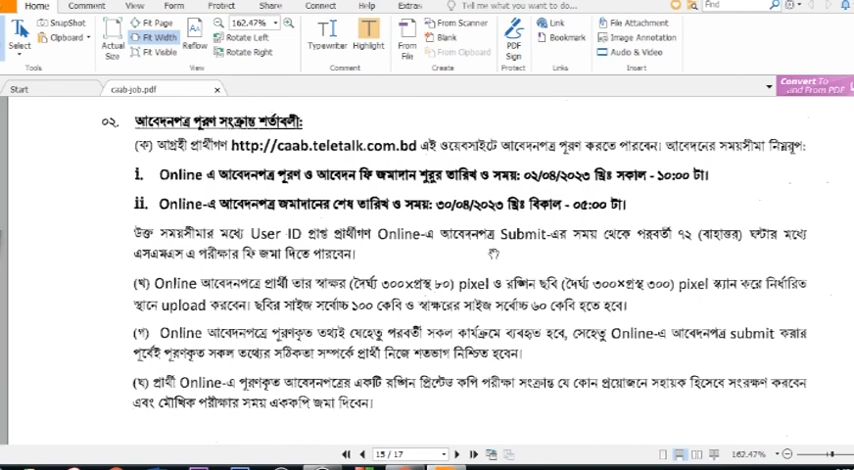 Home Comment View Form Protect Share Connect Help Extras Tell me what you want to do... Find
SnapShot Fit Page 162.47% From Scanner Link File Attachment
Clipboard Fit Width Rotate Left Blank Bookmark Image Annotation
Select Actual Size Fit Visible Reflow Rotate Right Typewriter Highlight From File From Clipboard PDF Sign Audio & Video
Tools View Comment Create Protect Links Insert
Start caab-job.pdf Convert To
and From PDF
০২. আবেদনপত্র পূরণ সংক্রান্ত শর্তাবলী:
(ক) আগ্রহী প্রার্থীগণ http://caab.teletalk.com.bd এই ওয়েবসাইটে আবেদনপত্র পূরণ করতে পারবেন। আবেদনের সময়সীমা নিম্নরূপ:
i. Online এ আবেদনপত্র পূরণ ও আবেদন ফি জমাদান শুরুর তারিখ ও সময়: ০২/০৪/২০২৩ খ্রিঃ সকাল - ১০:০০ টা।
ii. Online-এ আবেদনপত্র জমাদানের শেষ তারিখ ও সময়: ৩০/০৪/২০২৩ খ্রিঃ বিকাল - ০৫:০০ টা।
উক্ত সময়সীমার মধ্যে User ID প্রাপ্ত প্রার্থীগণ Online-এ আবেদনপত্র Submit-এর সময় থেকে পরবর্তী ৭২ (বাহাত্তর) ঘন্টার মধ্যে
এসএমএস এ পরীক্ষার ফি জমা দিতে পারবেন।
(খ) Online আবেদনপত্রে প্রার্থী তার স্বাক্ষর (দৈর্ঘ্য ৩০০xপ্রস্থ ৮০) pixel ও রঙ্গিন ছবি (দৈর্ঘ্য ৩০০xপ্রস্থ ৩০০) pixel স্ক্যান করে নির্ধারিত
স্থানে upload করবেন। ছবির সাইজ সর্বোচ্চ ১০০ কেবি ও স্বাক্ষরের সাইজ সর্বোচ্চ ৬০ কেবি হতে হবে।
(গ) Online আবেদনপত্রে পূরণকৃত তথ্যই যেহেতু পরবর্তী সকল কার্যক্রমে ব্যবহৃত হবে, সেহেতু Online-এ আবেদনপত্র submit করার
পূর্বেই পূরণকৃত সকল তথ্যের সঠিকতা সম্পর্কে প্রার্থী নিজে শতভাগ নিশ্চিত হবেন।
(ঘ) প্রার্থী Online-এ পূরণকৃত আবেদনপত্রের একটি রঙ্গিন প্রিন্টেড কপি পরীক্ষা সংক্রান্ত যে কোন প্রয়োজনে সহায়ক হিসেবে সংরক্ষণ করবেন
এবং মৌখিক পরীক্ষার সময় এককপি জমা দিবেন।
15 / 17 162.47%